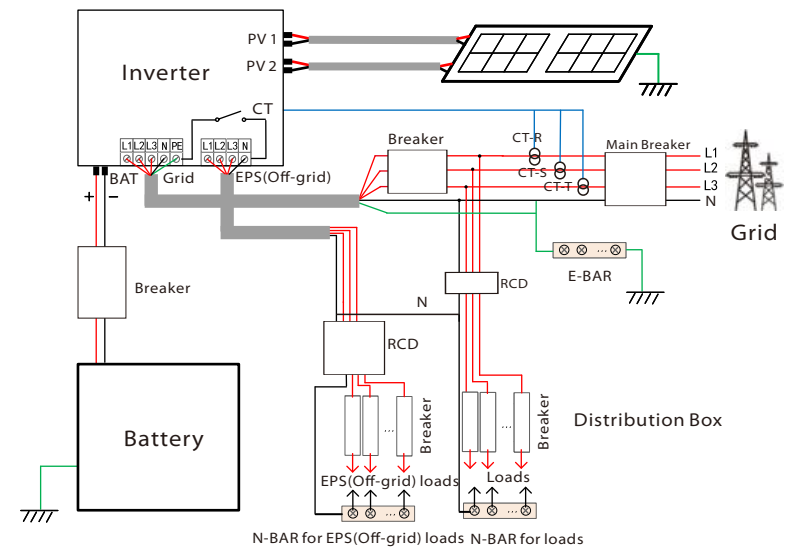 PV 1
Inverter
PV 2
CT
L1 L2 L3 N PE
L1 L2 L3 N
BAT
Grid
EPS(Off-grid)
+ −
Breaker
CT-R
CT-S
CT-T
Main Breaker
L1
L2
L3
N
Grid
E-BAR
...
Breaker
RCD
N
RCD
Battery
...
Breaker
...
Breaker
Distribution Box
EPS(Off-grid) loads
Loads
...
...
N-BAR for EPS(Off-grid) loads
N-BAR for loads